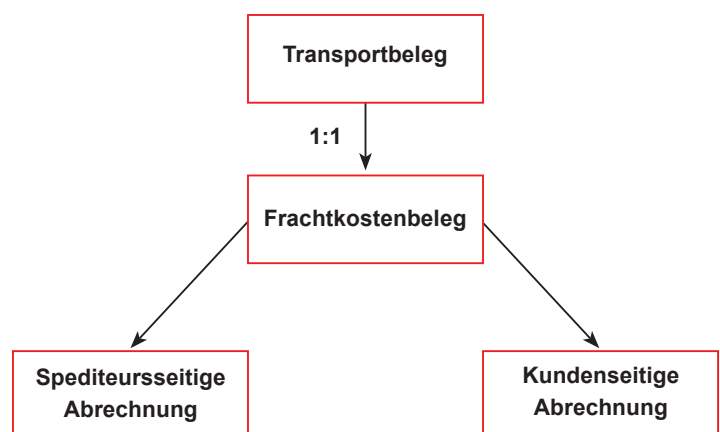 Transportbeleg
1:1
Frachtkostenbeleg
Spediteursseitige
Abrechnung
Kundenseitige
Abrechnung